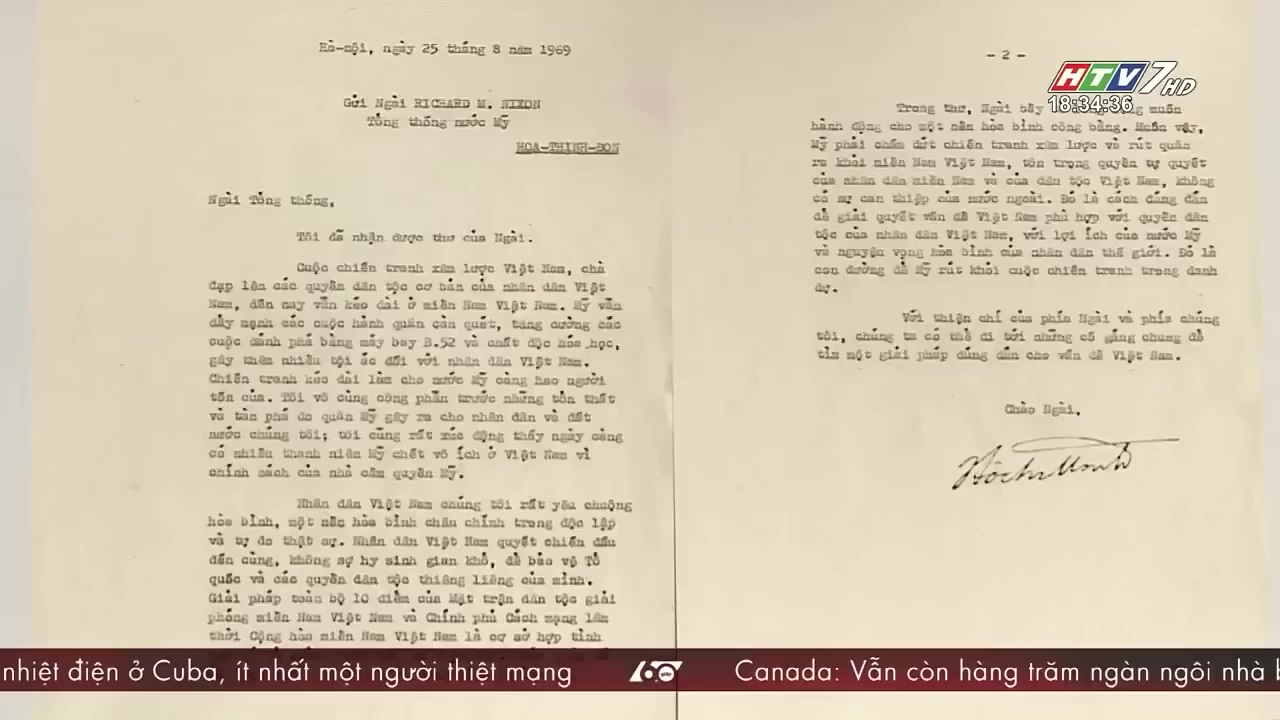 Hà-nội, ngày 25 tháng 8 năm 1969
Gửi Ngài RICHARD M. NIXON
Tổng thống nước Mỹ
HOA-THỊNH-ĐỐN
Ngài Tổng thống,
Tôi đã nhận được thư của Ngài.
Cuộc chiến tranh xâm lược Việt Nam, chà
đạp lên các quyền dân tộc cơ bản của nhân dân Việt
Nam, đến nay vẫn kéo dài ở miền Nam Việt Nam. Mỹ vẫn
đẩy mạnh các cuộc hành quân càn quét, tăng cường các
cuộc đánh phá bằng máy bay B.52 và chất độc hóa học,
gây thêm nhiều tội ác đối với nhân dân Việt Nam.
Chiến tranh kéo dài làm cho nước Mỹ càng hao người
tốn của. Tôi vô cùng công phẫn trước những tổn thất
và tàn phá do quân Mỹ gây ra cho nhân dân và đất
nước chúng tôi; tôi cũng rất xúc động thấy ngày càng
có nhiều thanh niên Mỹ chết vô ích ở Việt Nam vì
chính sách của nhà cầm quyền Mỹ.
Nhân dân Việt Nam chúng tôi rất yêu chuộng
hòa bình, một nền hòa bình chân chính trong độc lập
và tự do thật sự. Nhân dân Việt Nam quyết chiến đấu
đến cùng, không sợ hy sinh gian khổ, để bảo vệ Tổ
quốc và các quyền dân tộc thiêng liêng của mình.
Giải pháp toàn bộ 10 điểm của Mặt trận dân tộc giải
phóng miền Nam Việt Nam và Chính phủ Cách mạng lâm
thời Cộng hòa miền Nam Việt Nam là cơ sở hợp tình
- 2 -
HTV7 HD
18:34:36
Trong thư, Ngài bày muốn
hành động cho một nền hòa bình công bằng. Muốn vậy,
Mỹ phải chấm dứt chiến tranh xâm lược và rút quân
ra khỏi miền Nam Việt Nam, tôn trọng quyền tự quyết
của nhân dân miền Nam và của dân tộc Việt Nam, không
có sự can thiệp của nước ngoài. Đó là cách đúng đắn
để giải quyết vấn đề Việt Nam phù hợp với quyền dân
tộc của nhân dân Việt Nam, với lợi ích của nước Mỹ
và nguyện vọng hòa bình của nhân dân thế giới. Đó là
con đường để Mỹ rút khỏi cuộc chiến tranh trong danh
dự.
Với thiện chí của phía Ngài và phía chúng
tôi, chúng ta có thể đi tới những cố gắng chung để
tìm một giải pháp đúng đắn cho vấn đề Việt Nam.
Chào Ngài,
Hồ Chí Minh
nhiệt điện ở Cuba, ít nhất một người thiệt mạng
60 giây
Canada: Vẫn còn hàng trăm ngàn ngôi nhà